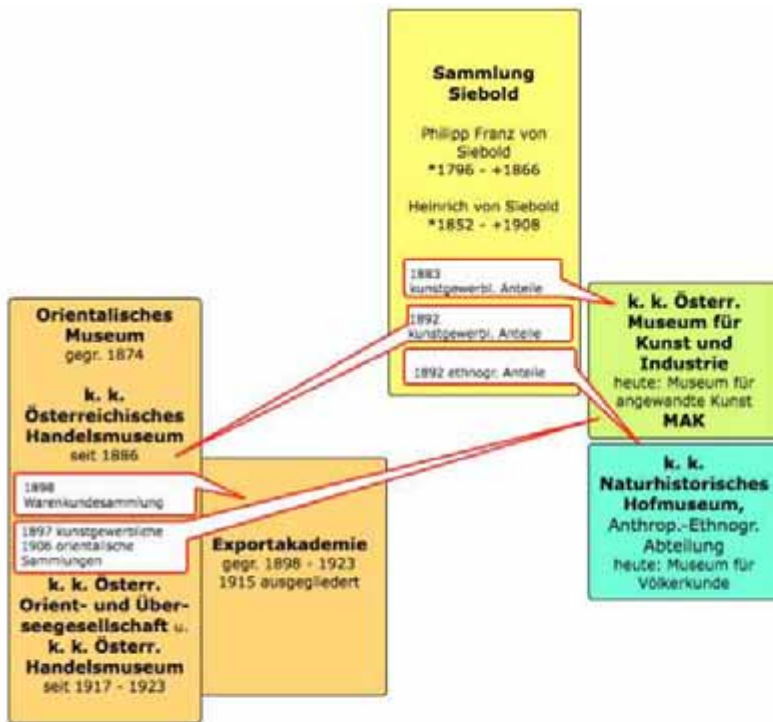 Sammlung
Siebold
Philipp Franz von
Siebold
*1796 - +1866
Heinrich von Siebold
*1852 - +1908
1883
kunstgewerbl. Anteile
1892
kunstgewerbl. Anteile
1892 ethnogr. Anteile
k. k. Österr.
Museum für
Kunst und
Industrie
heute: Museum für
angewandte Kunst
MAK
k. k.
Naturhistorisches
Hofmuseum,
Anthrop.-Ethnogr.
Abteilung
heute: Museum für
Völkerkunde
Orientalisches
Museum
gegr. 1874
k. k.
Österreichisches
Handelsmuseum
seit 1886
1898
Warenkundesammlung
1897 kunstgewerbliche
1906 orientalische
Sammlungen
k. k. Österr.
Orient- und Über-
seegesellschaft u.
k. k. Österr.
Handelsmuseum
seit 1917 - 1923
Exportakademie
gegr. 1898 - 1923
1915 ausgegliedert